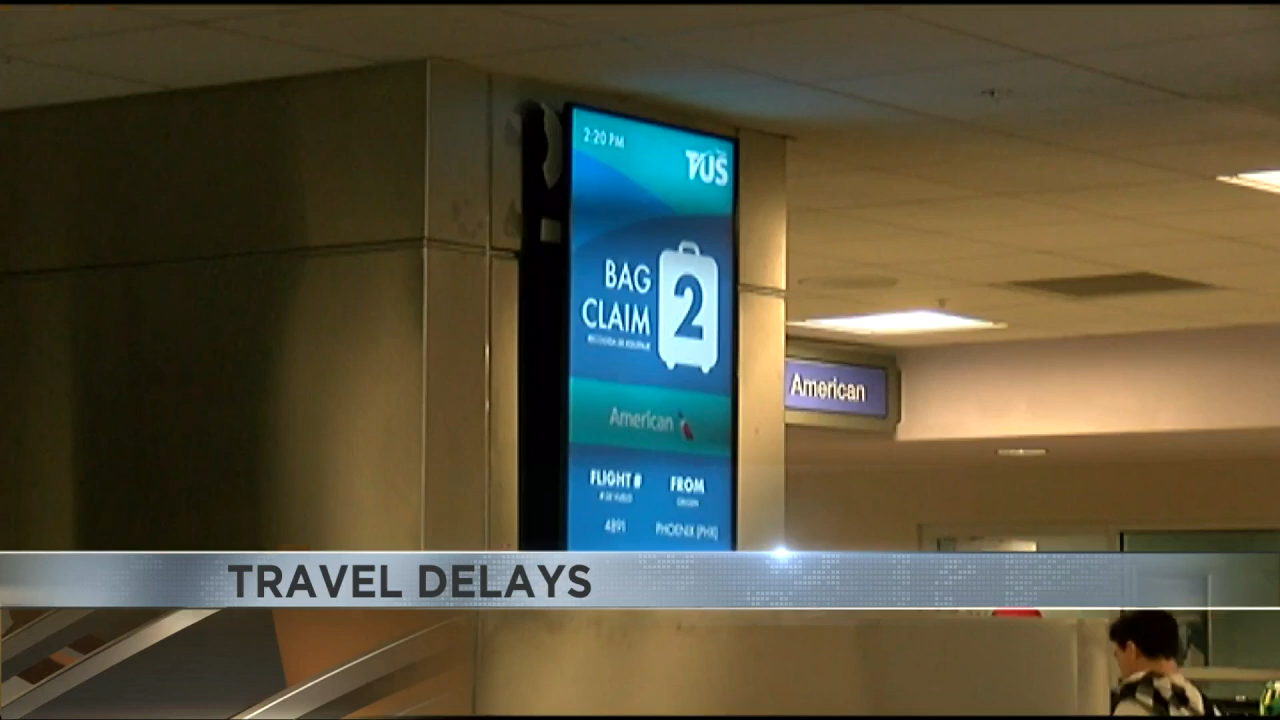 2:20 PM
TUS
BAG
CLAIM
2
American
American
FLIGHT #
FROM
4891
PHOENIX (PHX)
TRAVEL DELAYS